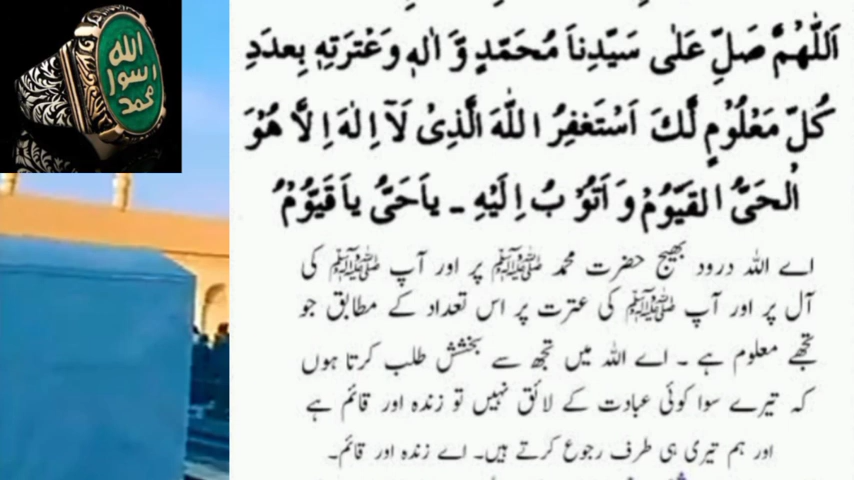 الله
رسول
محمد
اَللّٰهُمَّ صَلِّ عَلٰى سَيِّدِنَا مُحَمَّدٍ وَّ اٰلِهٖ وَعِتْرَتِهٖ بِعَدَدِ
كُلِّ مَعْلُوْمٍ لَّكَ اَسْتَغْفِرُ اللّٰهَ الَّذِىْ لَآ اِلٰهَ اِلَّا هُوَ
الْحَىُّ الْقَيُّوْمُ وَ اَتُوْبُ اِلَيْهِ ۔ يَاحَىُّ يَاقَيُّوْمُ
اے اللہ درود بھیج حضرت محمد ﷺ پر اور آپ ﷺ کی
آل پر اور آپ ﷺ کی عترت پر اس تعداد کے مطابق جو
تجھے معلوم ہے ۔ اے اللہ میں تجھ سے بخشش طلب کرتا ہوں
کہ تیرے سوا کوئی عبادت کے لائق نہیں تو زندہ اور قائم ہے
اور ہم تیری ہی طرف رجوع کرتے ہیں۔ اے زندہ اور قائم۔